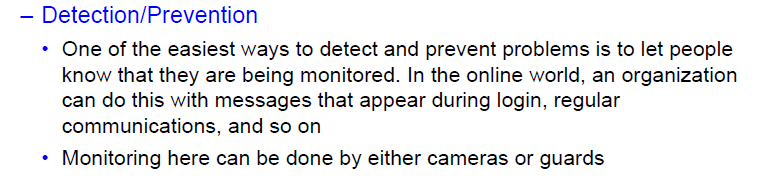 – Detection/Prevention
• One of the easiest ways to detect and prevent problems is to let people
know that they are being monitored. In the online world, an organization
can do this with messages that appear during login, regular
communications, and so on
• Monitoring here can be done by either cameras or guards